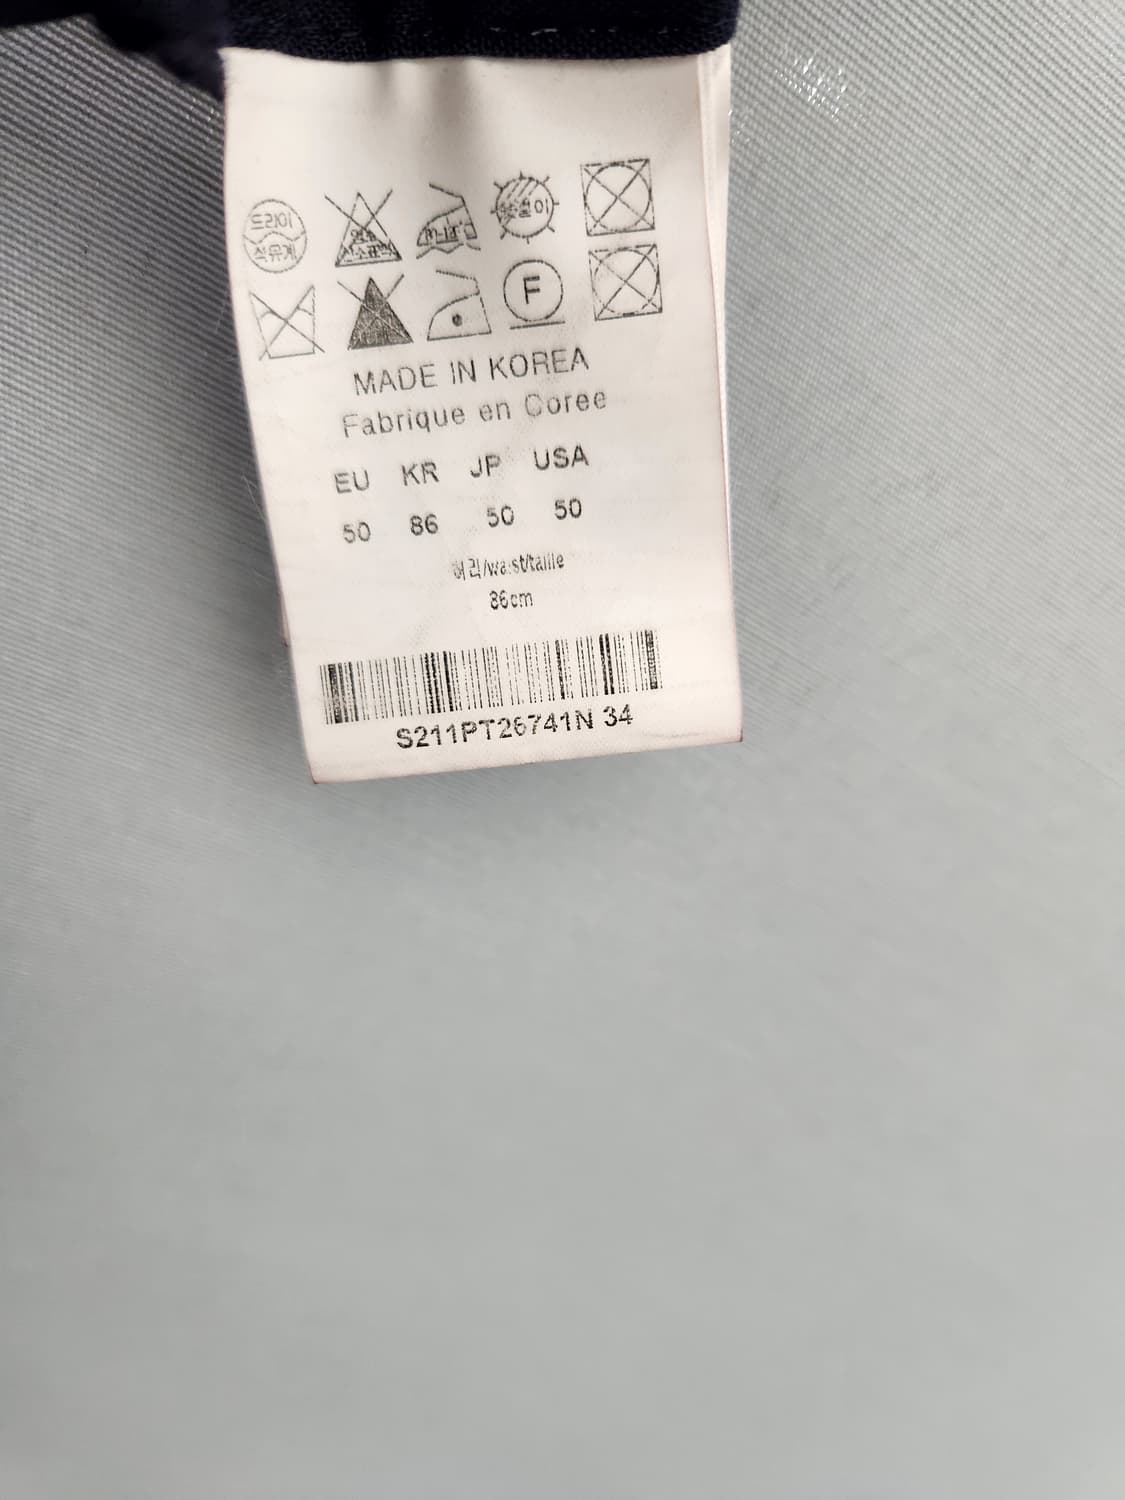 드라이
석유계
F
MADE IN KOREA
Fabrique en Coree
EU KR JP USA
50 86 50 50
허리/waist/taille
86cm
S211PT26741N 34